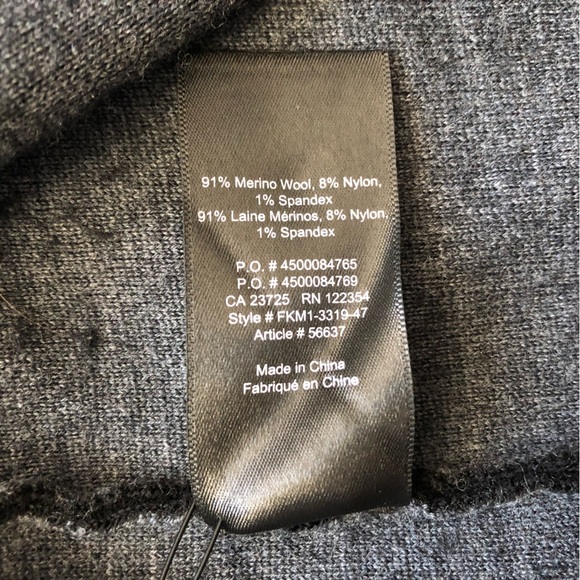 91% Merino Wool, 8% Nylon,
1% Spandex
91% Laine Mérinos, 8% Nylon,
1% Spandex
P.O. # 4500084765
P.O. # 4500084769
CA 23725 RN 122354
Style # FKM1-3319-47
Article # 56637
Made in China
Fabriqué en Chine